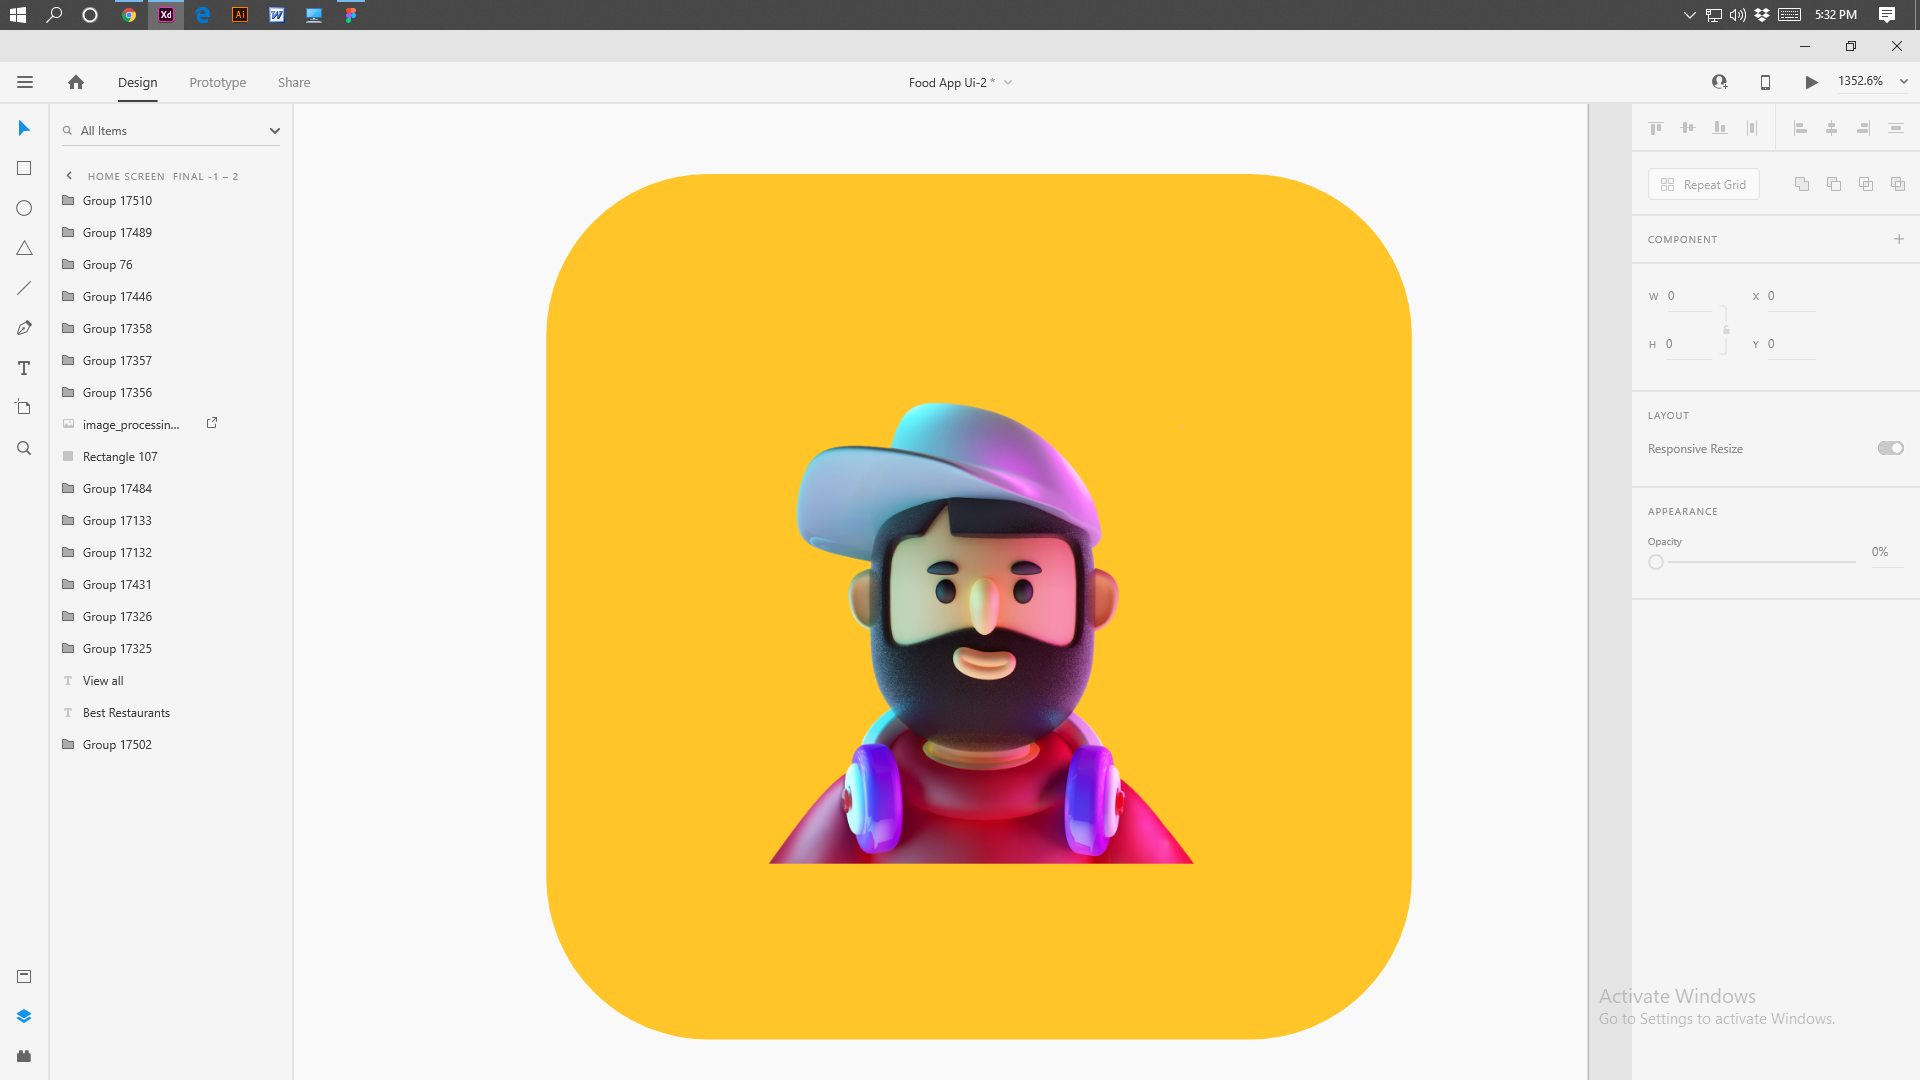 Xd
Ai
W
5:32 PM
Design
Prototype
Share
Food App Ui-2 *
1352.6%
All Items
HOME SCREEN FINAL -1 – 2
Group 17510
Group 17489
Group 76
Group 17446
Group 17358
Group 17357
Group 17356
image_processin...
Rectangle 107
Group 17484
Group 17133
Group 17132
Group 17431
Group 17326
Group 17325
T View all
T Best Restaurants
Group 17502
Repeat Grid
COMPONENT
W 0
X 0
H 0
Y 0
LAYOUT
Responsive Resize
APPEARANCE
Opacity
0%
Activate Windows
Go to Settings to activate Windows.